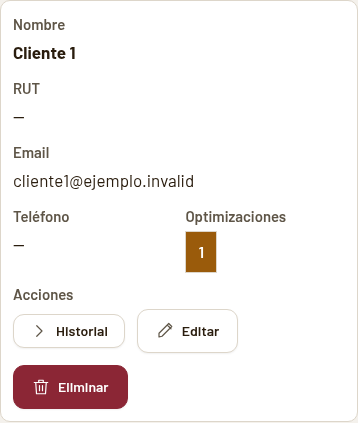 Nombre
Cliente 1
RUT
—
Email
cliente1@ejemplo.invalid
Teléfono Optimizaciones
— 1
Acciones
Historial Editar
Eliminar